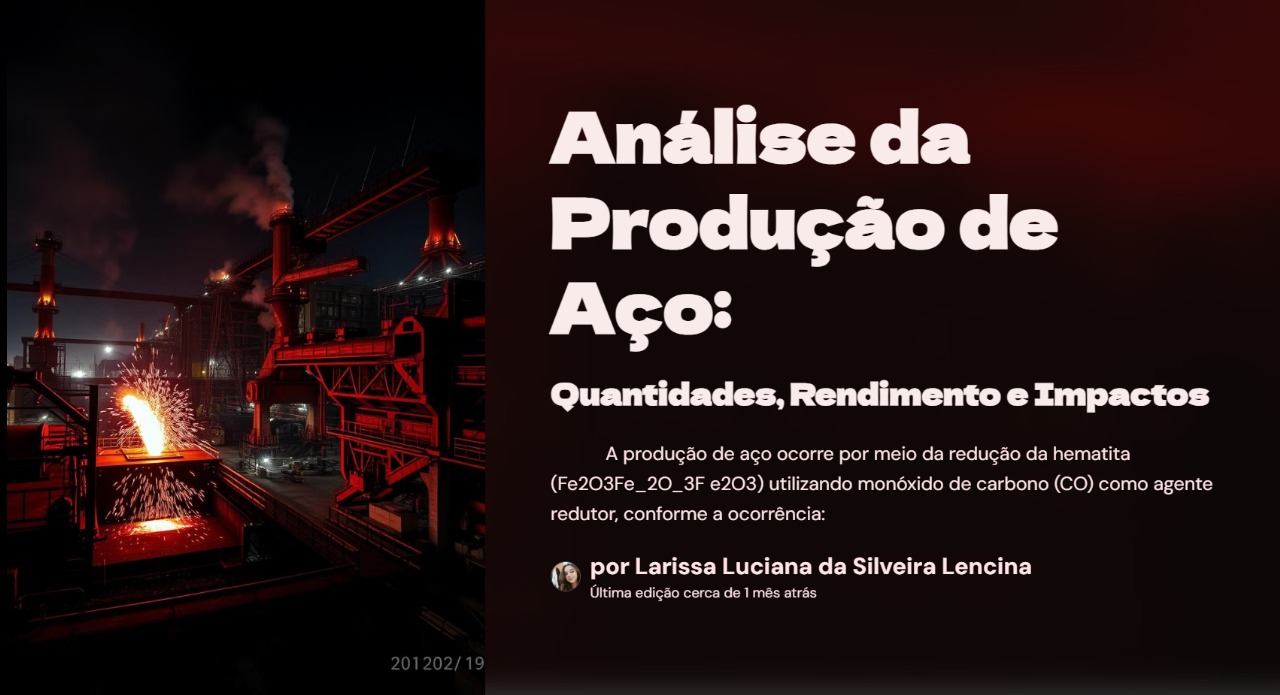 Análise da
Produção de
Aço:
Quantidades, Rendimento e Impactos
A produção de aço ocorre por meio da redução da hematita
(Fe2O3Fe_2O_3F e2O3) utilizando monóxido de carbono (CO) como agente
redutor, conforme a ocorrência:
por Larissa Luciana da Silveira Lencina
Última edição cerca de 1 mês atrás
201202/ 19